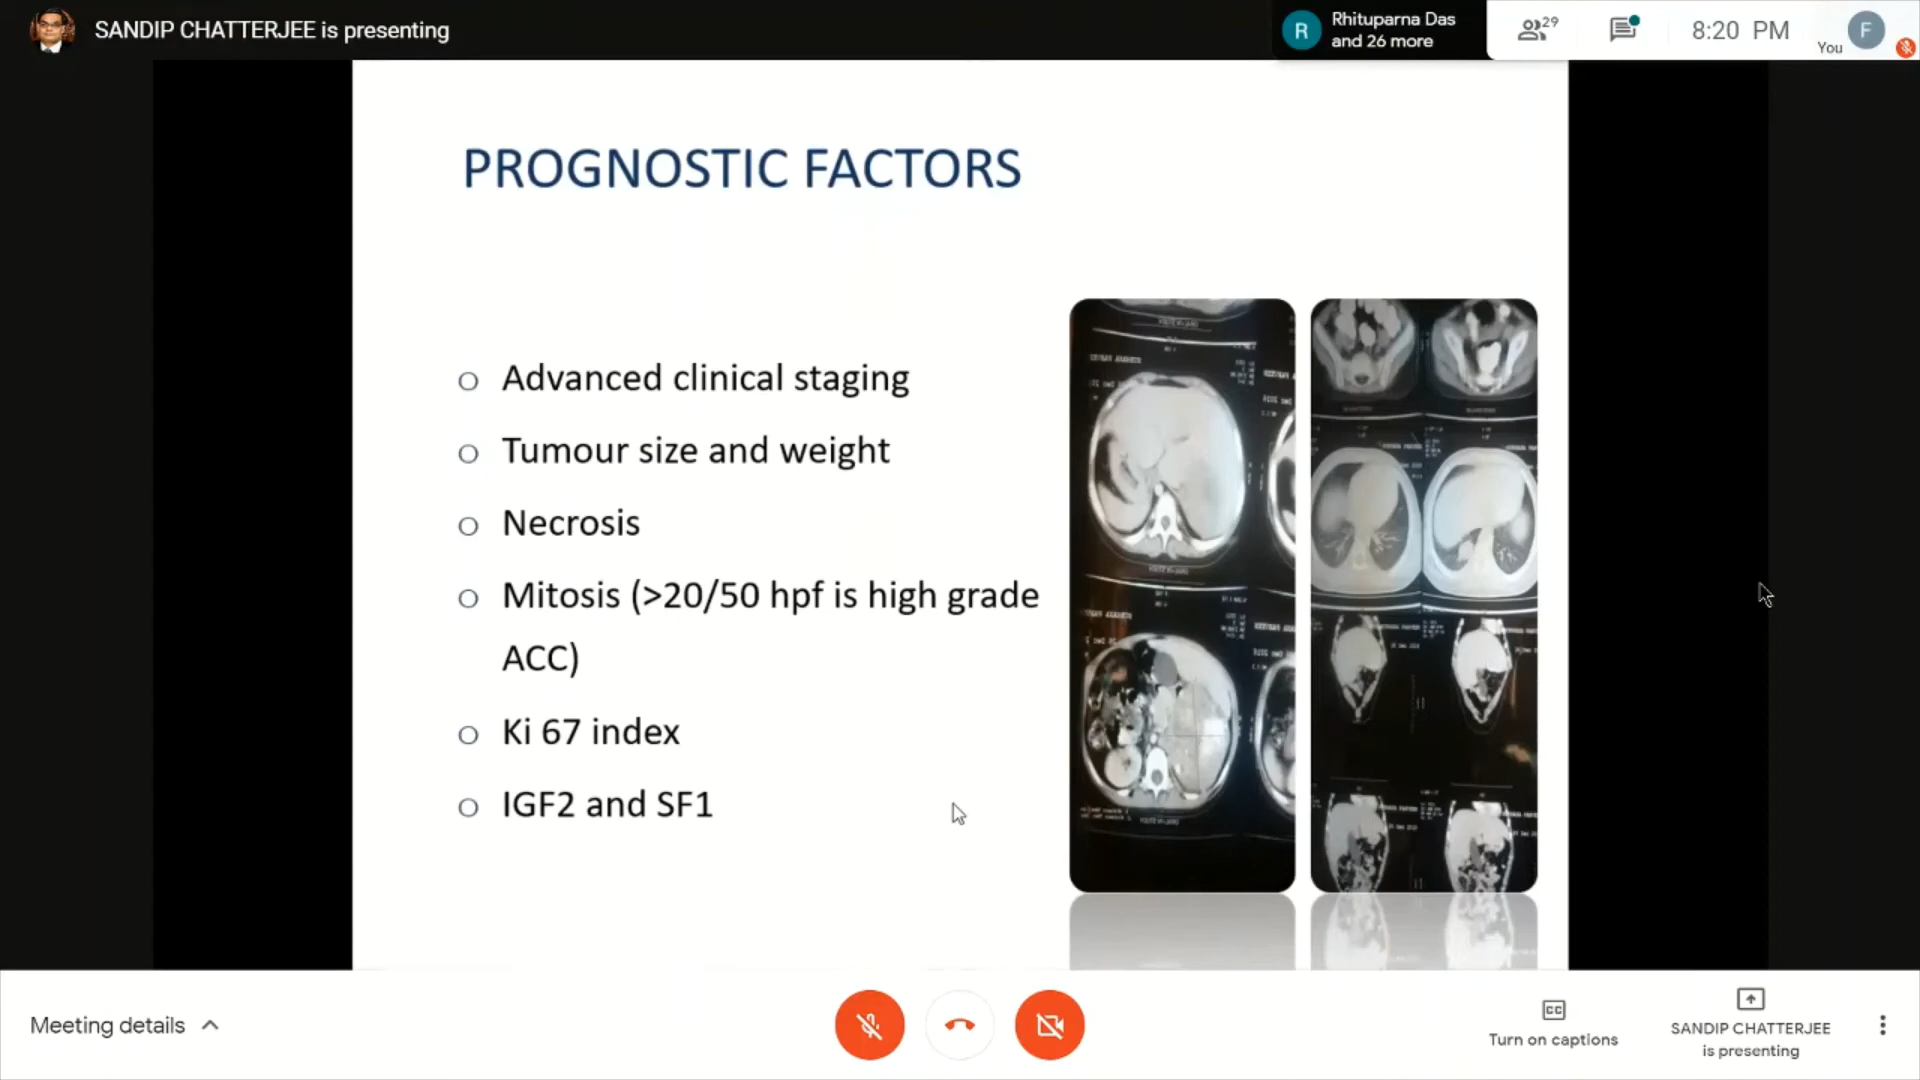 SANDIP CHATTERJEE is presenting
R
Rhituparna Das
and 26 more
29
8:20 PM
You
F
PROGNOSTIC FACTORS
Advanced clinical staging
Tumour size and weight
Necrosis
Mitosis (>20/50 hpf is high grade
ACC)
Ki 67 index
IGF2 and SF1
Meeting details
CC
Turn on captions
SANDIP CHATTERJEE
is presenting